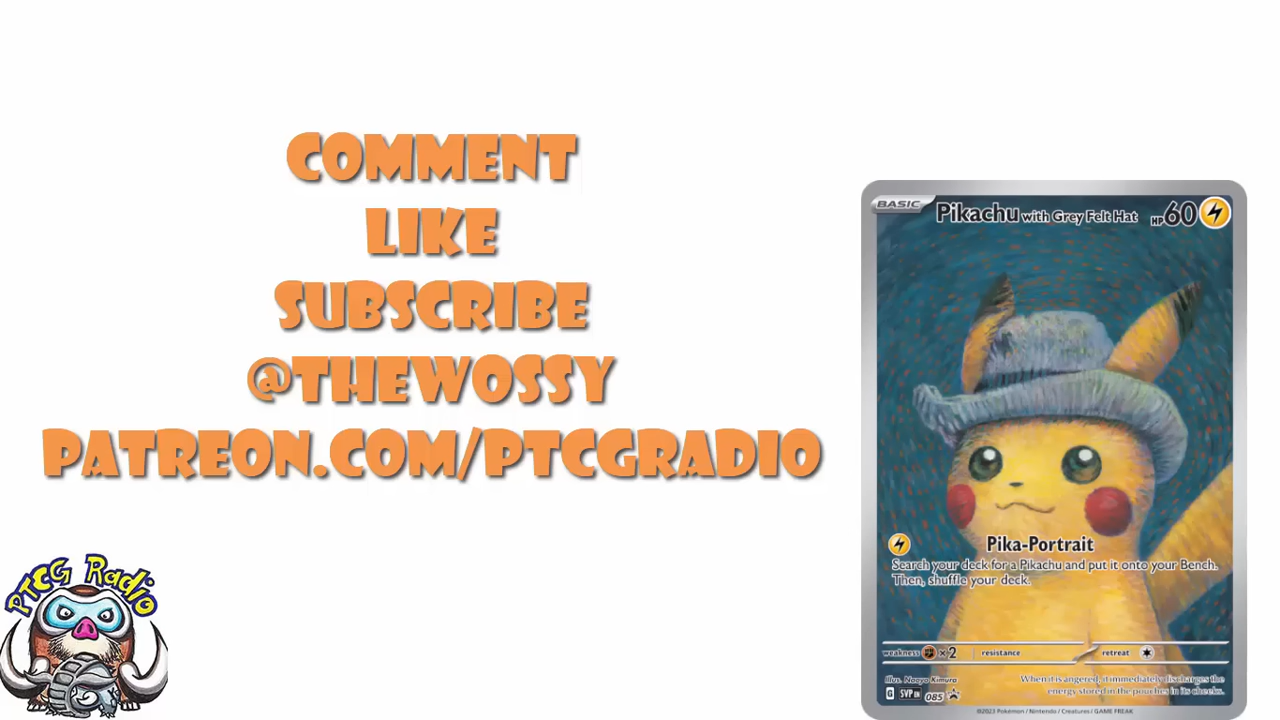 COMMENT
LIKE
SUBSCRIBE
@THEWOSSY
PATREON.COM/PTCGRADIO
PTCG Radio
BASIC Pikachu with Grey Felt Hat HP60
Pika-Portrait
Search your deck for a Pikachu and put it onto your Bench.
Then, shuffle your deck.
weakness ×2 resistance retreat
Illus. Naoyo Kimura
When it is angered, it immediately discharges the
energy stored in the pouches in its cheeks.
G SVP EN 085
©2023 Pokémon / Nintendo / Creatures / GAME FREAK